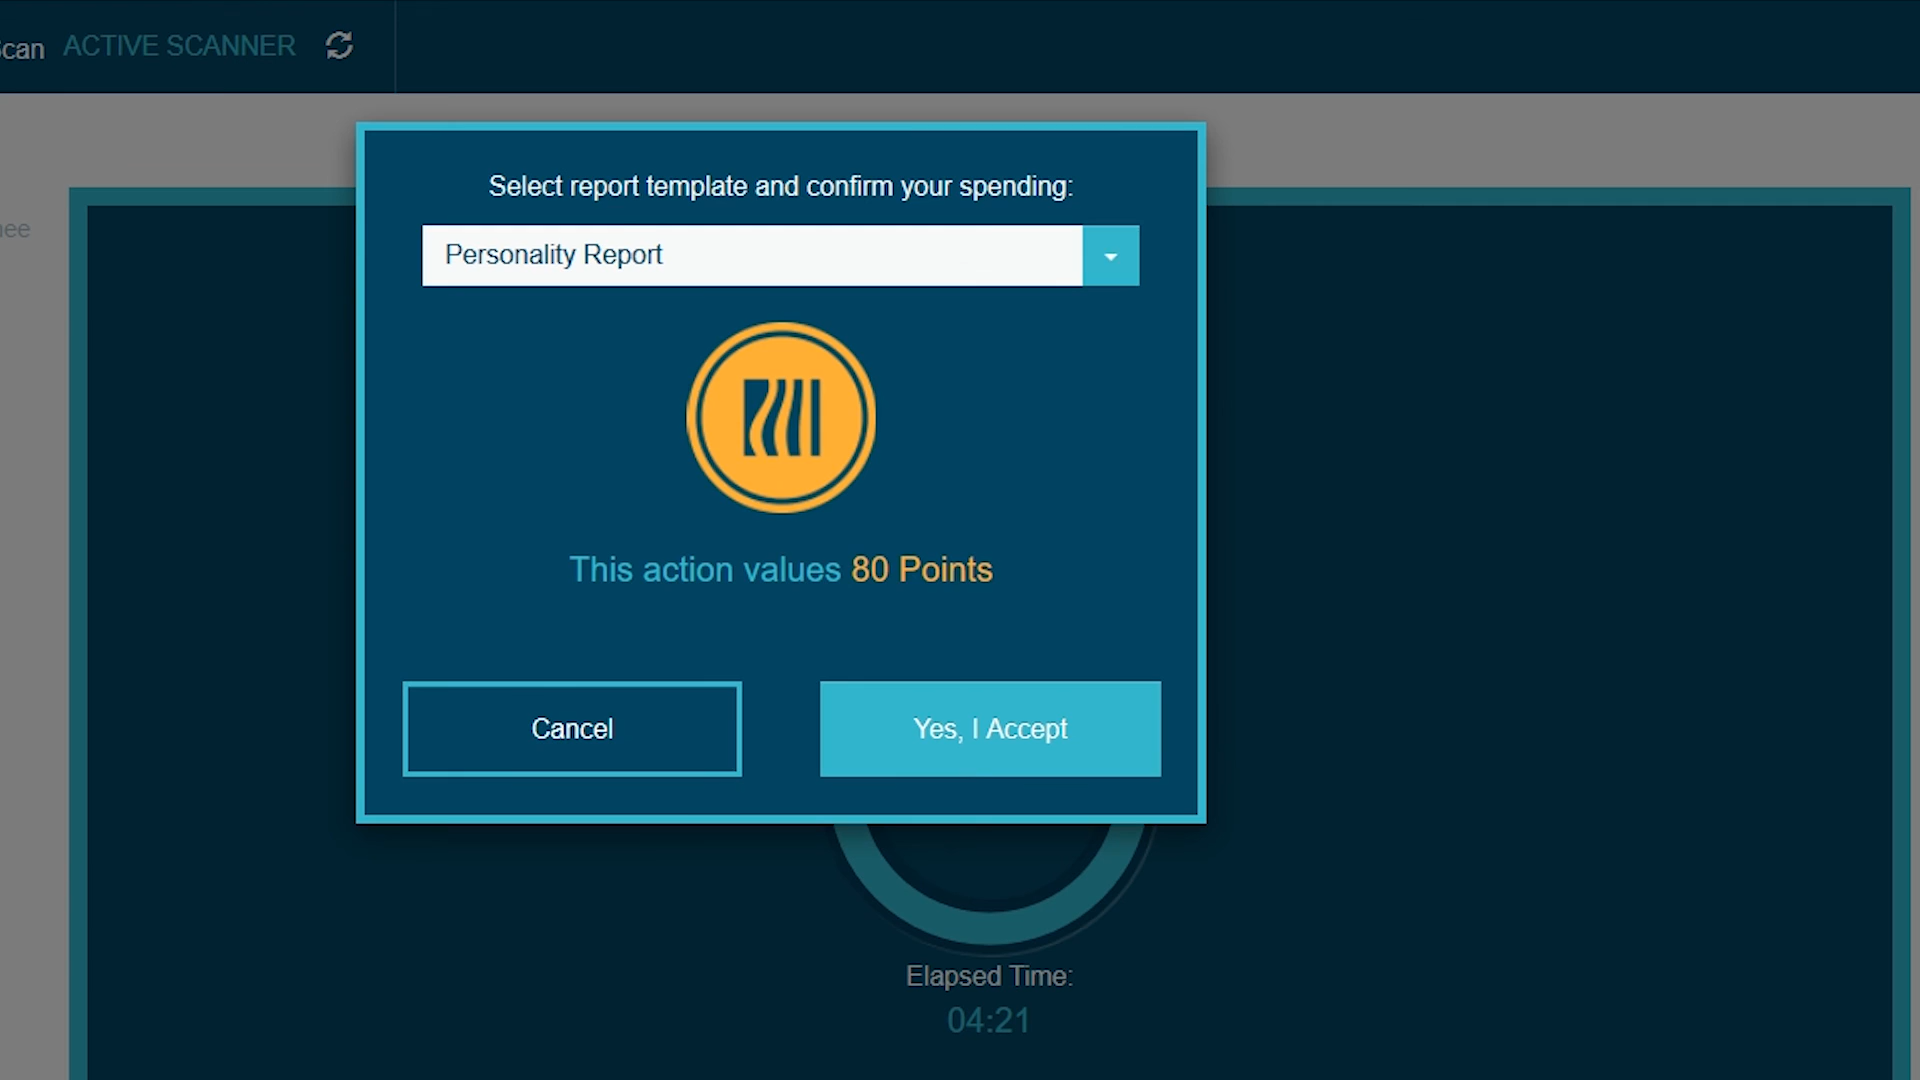 can ACTIVE SCANNER
Select report template and confirm your spending:
Personality Report
This action values 80 Points
Cancel
Yes, I Accept
Elapsed Time:
04:21